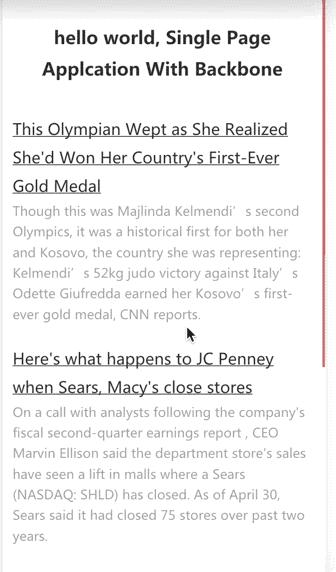 hello world, Single Page
Applcation With Backbone
This Olympian Wept as She Realized
She'd Won Her Country's First-Ever
Gold Medal
Though this was Majlinda Kelmendi’s second
Olympics, it was a historical first for both her
and Kosovo, the country she was representing:
Kelmendi’s 52kg judo victory against Italy’s
Odette Giufredda earned her Kosovo’s first-
ever gold medal, CNN reports.
Here's what happens to JC Penney
when Sears, Macy's close stores
On a call with analysts following the company's
fiscal second-quarter earnings report , CEO
Marvin Ellison said the department store's sales
have seen a lift in malls where a Sears
(NASDAQ: SHLD) has closed. As of April 30,
Sears said it had closed 75 stores over past two
years.